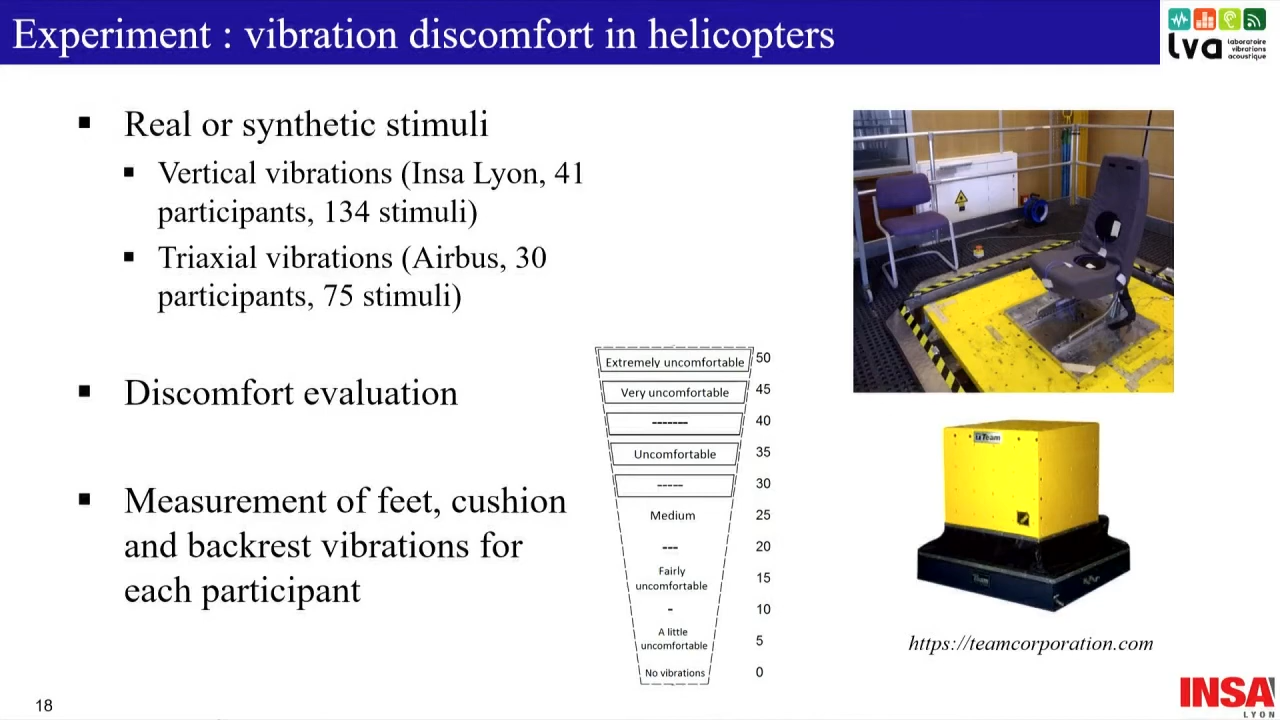 Experiment : vibration discomfort in helicopters
lva
laboratoire
vibrations
acoustique
▪ Real or synthetic stimuli
▪ Vertical vibrations (Insa Lyon, 41
participants, 134 stimuli)
▪ Triaxial vibrations (Airbus, 30
participants, 75 stimuli)
▪ Discomfort evaluation
▪ Measurement of feet, cushion
and backrest vibrations for
each participant
Extremely uncomfortable 50
Very uncomfortable 45
------- 40
Uncomfortable 35
----- 30
Medium 25
--- 20
Fairly
uncomfortable 15
- 10
A little
uncomfortable 5
No vibrations 0
Team
Team
https://teamcorporation.com
18
INSA
LYON